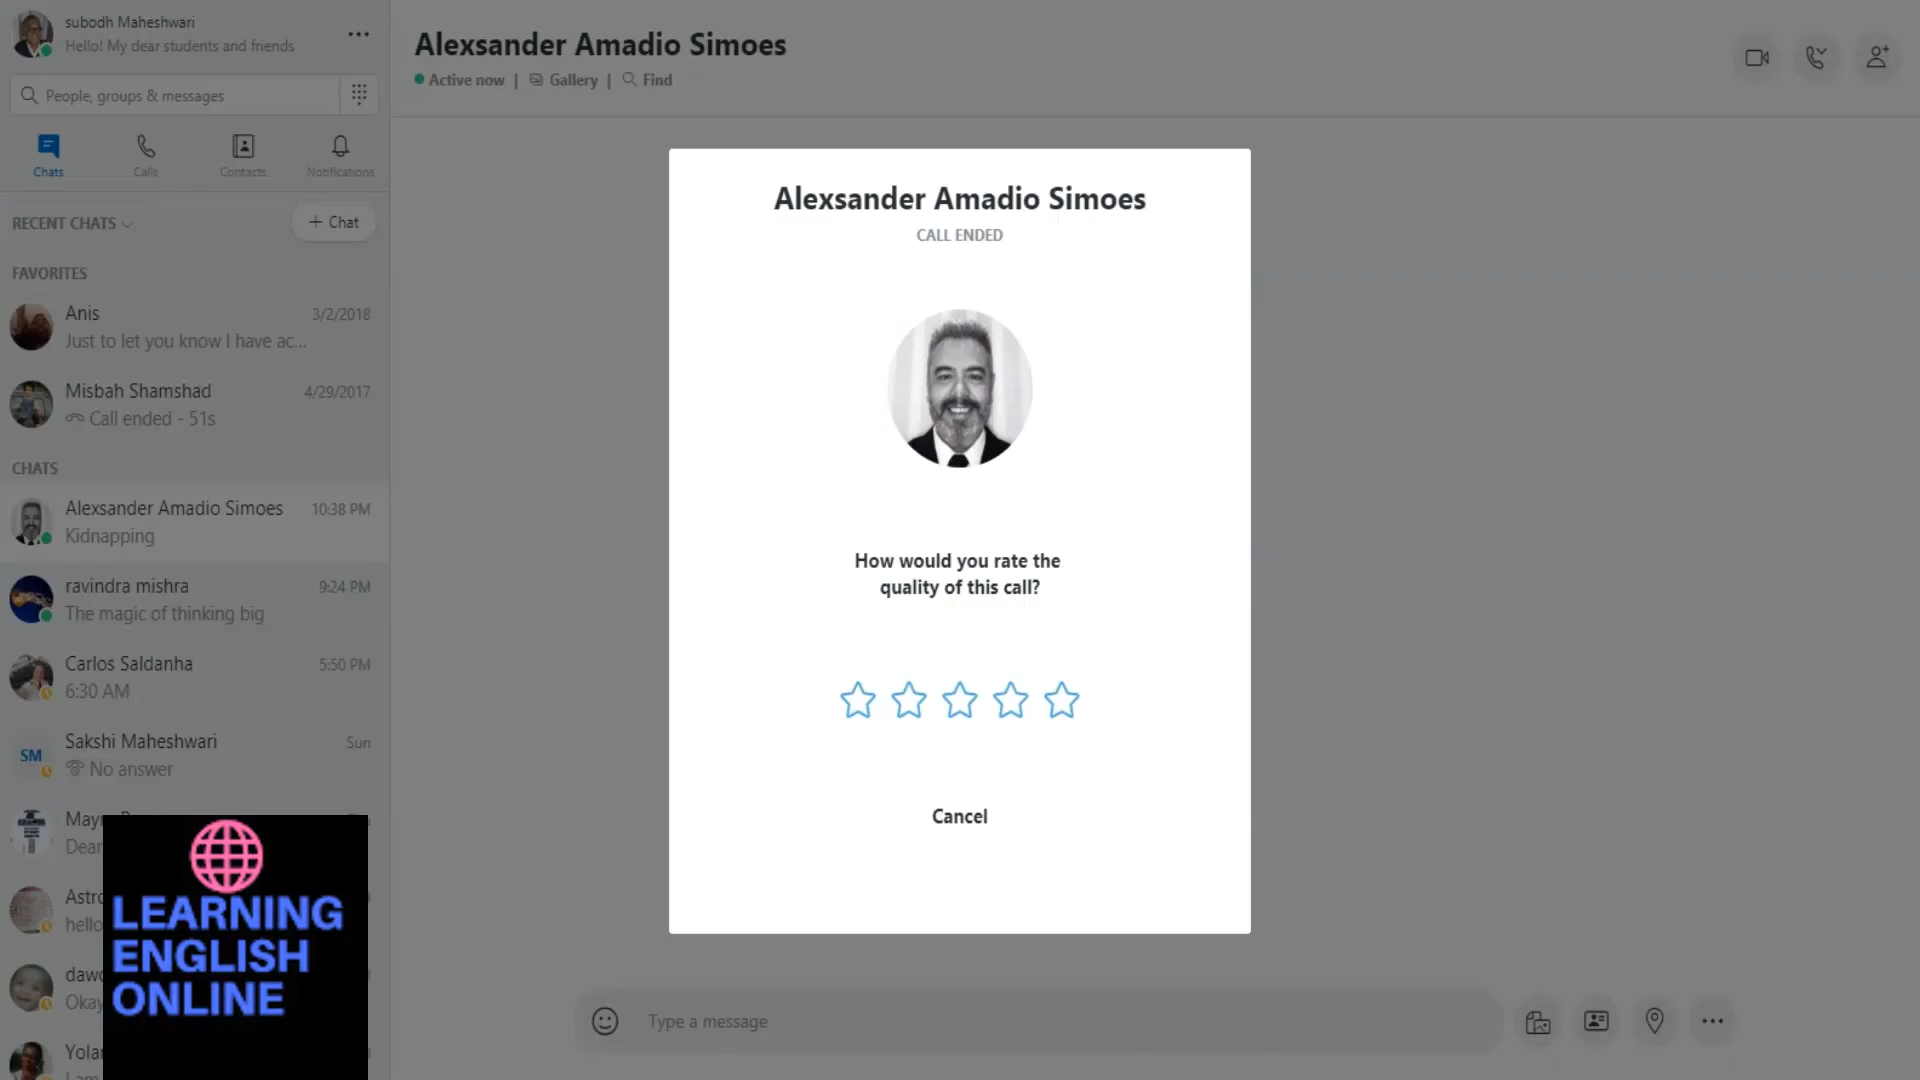 subodh Maheshwari
Hello! My dear students and friends
People, groups & messages
Chats
Calls
Contacts
Notifications
RECENT CHATS
+ Chat
FAVORITES
Anis
3/2/2018
Just to let you know I have ac...
Misbah Shamshad
4/29/2017
Call ended - 51s
CHATS
Alexsander Amadio Simoes
10:38 PM
Kidnapping
ravindra mishra
9:24 PM
The magic of thinking big
Carlos Saldanha
5:50 PM
6:30 AM
SM
Sakshi Maheshwari
Sun
No answer
LEARNING
ENGLISH
ONLINE
Alexsander Amadio Simoes
Active now | Gallery | Find
Alexsander Amadio Simoes
CALL ENDED
How would you rate the
quality of this call?
Cancel
Type a message